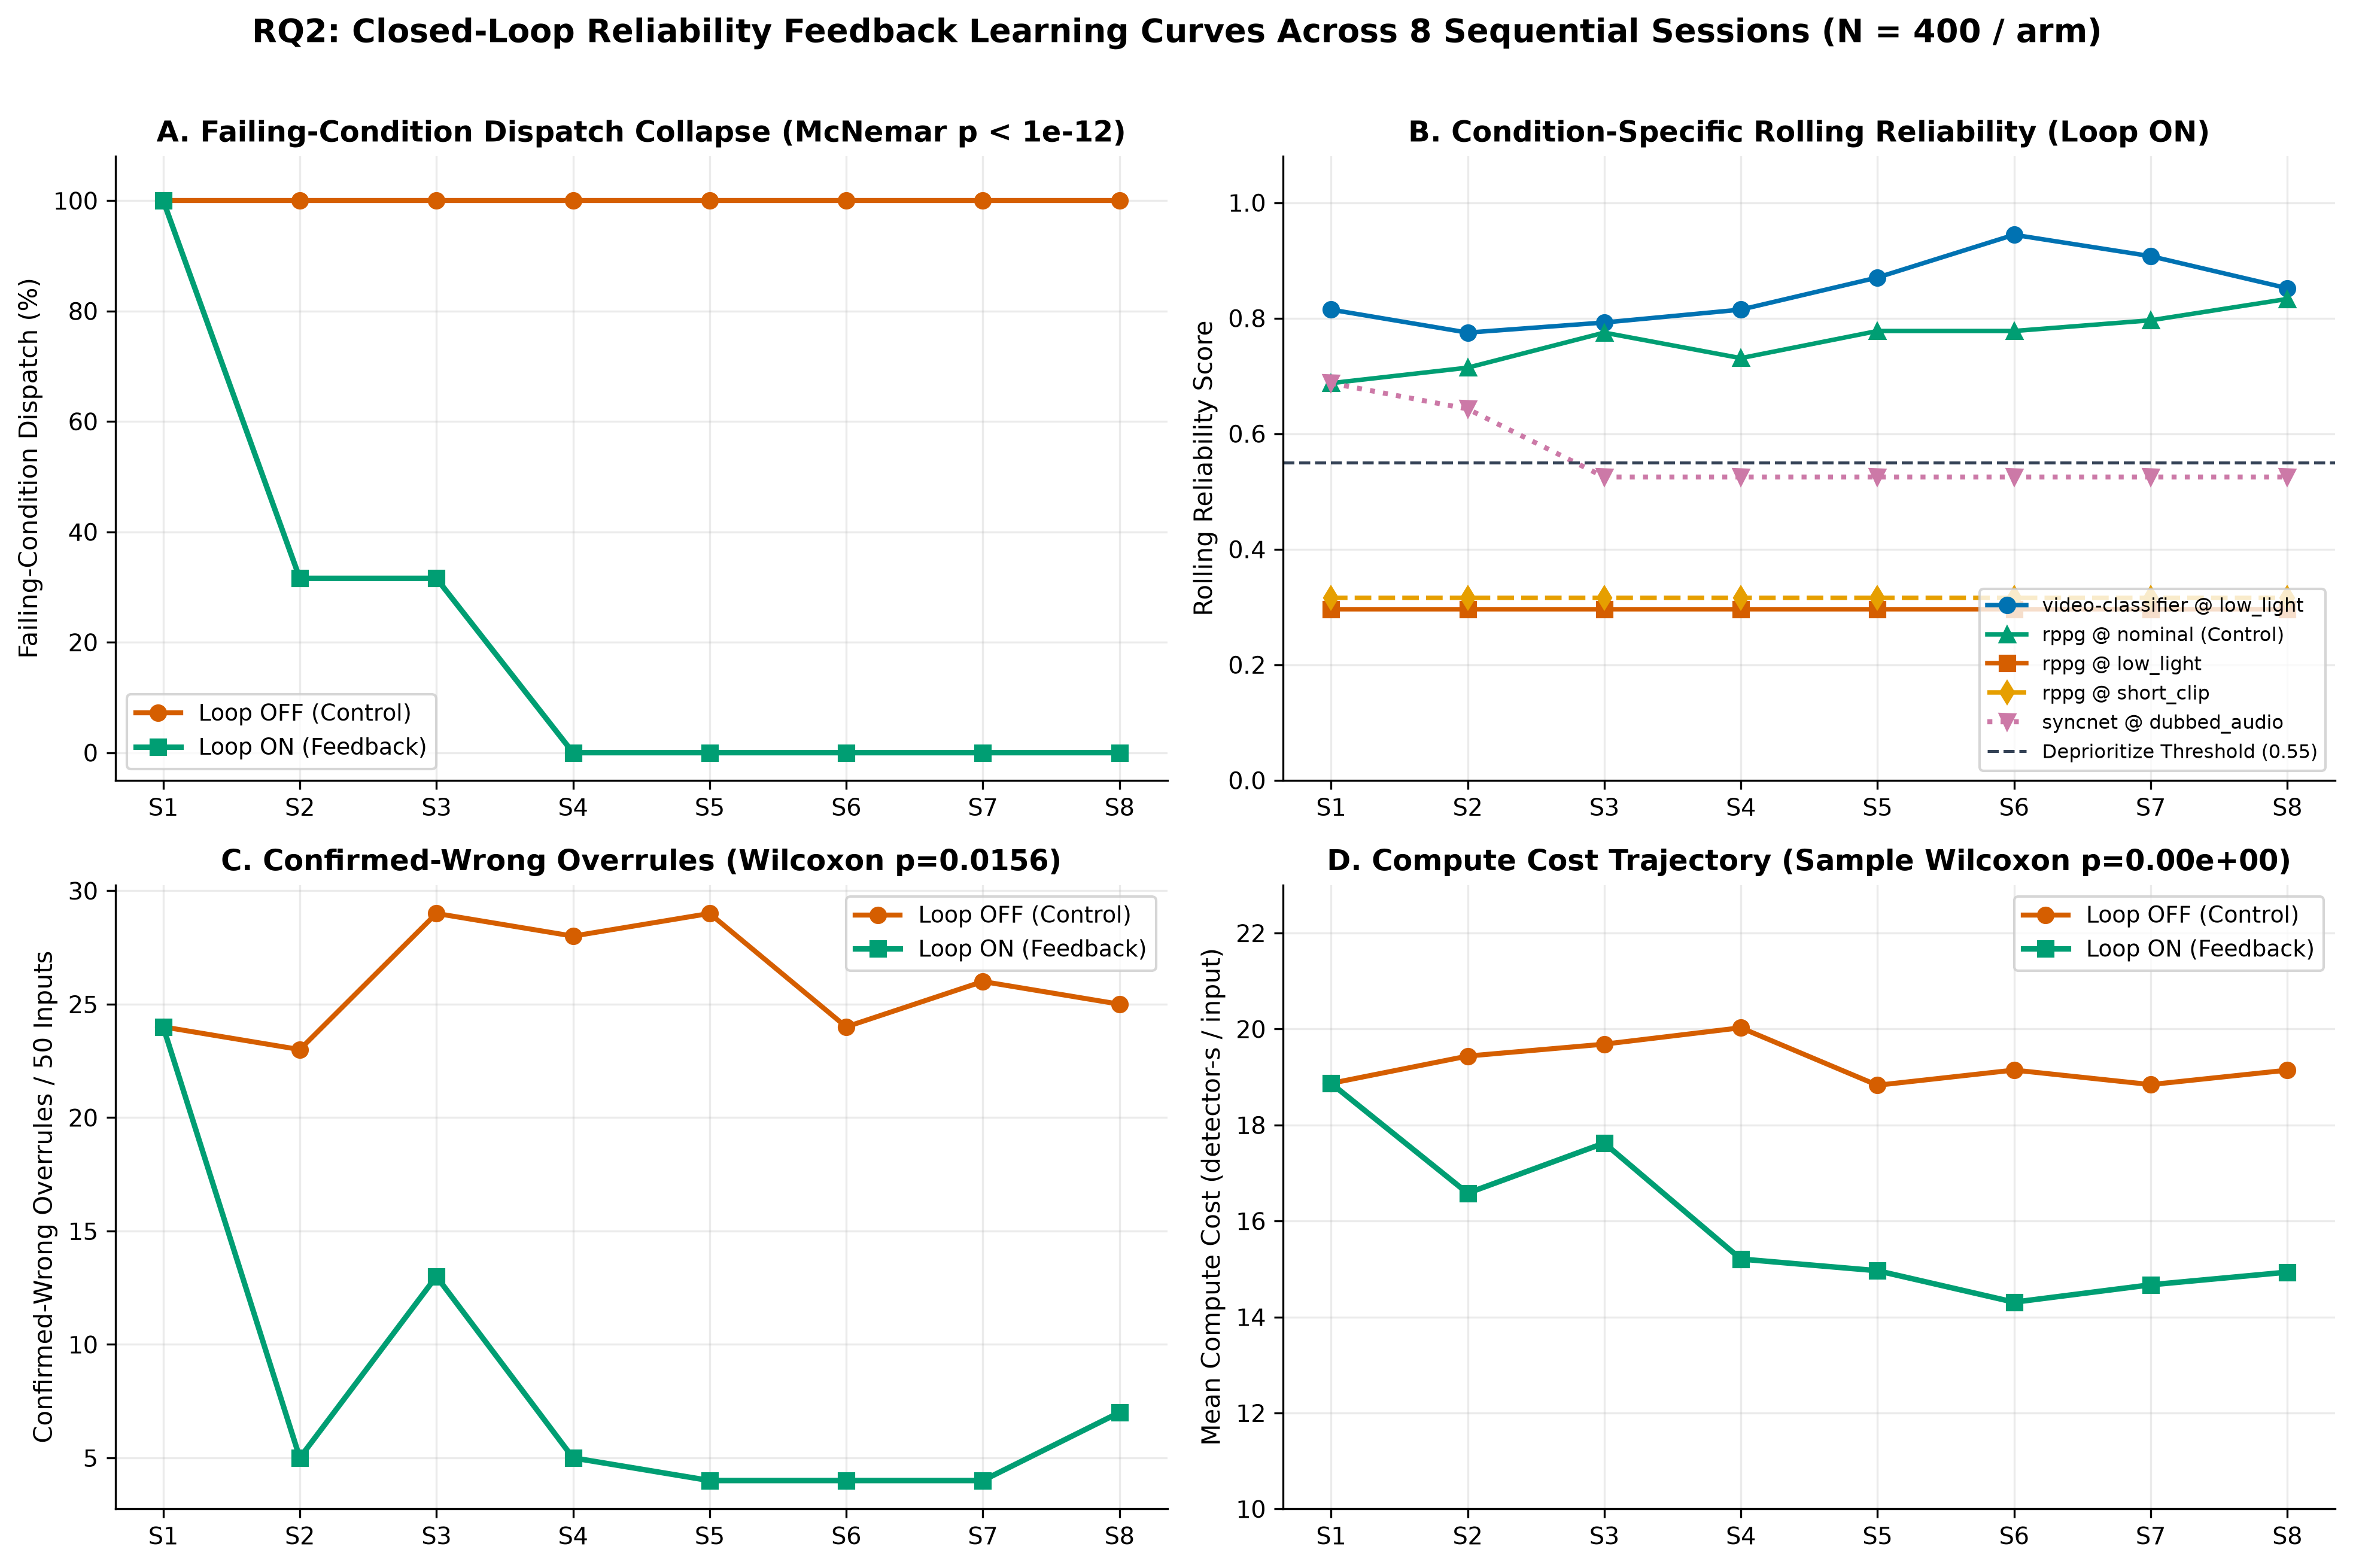 RQ2: Closed-Loop Reliability Feedback Learning Curves Across 8 Sequential Sessions (N = 400 / arm)
A. Failing-Condition Dispatch Collapse (McNemar p < 1e-12)
Failing-Condition Dispatch (%)
100
80
60
40
20
0
Loop OFF (Control)
Loop ON (Feedback)
S1 S2 S3 S4 S5 S6 S7 S8
B. Condition-Specific Rolling Reliability (Loop ON)
Rolling Reliability Score
1.0
0.8
0.6
0.4
0.2
0.0
video-classifier @ low_light
rppg @ nominal (Control)
rppg @ low_light
rppg @ short_clip
syncnet @ dubbed_audio
Deprioritize Threshold (0.55)
S1 S2 S3 S4 S5 S6 S7 S8
C. Confirmed-Wrong Overrules (Wilcoxon p=0.0156)
Confirmed-Wrong Overrules / 50 Inputs
30
25
20
15
10
5
Loop OFF (Control)
Loop ON (Feedback)
S1 S2 S3 S4 S5 S6 S7 S8
D. Compute Cost Trajectory (Sample Wilcoxon p=0.00e+00)
Mean Compute Cost (detector-s / input)
22
20
18
16
14
12
10
Loop OFF (Control)
Loop ON (Feedback)
S1 S2 S3 S4 S5 S6 S7 S8